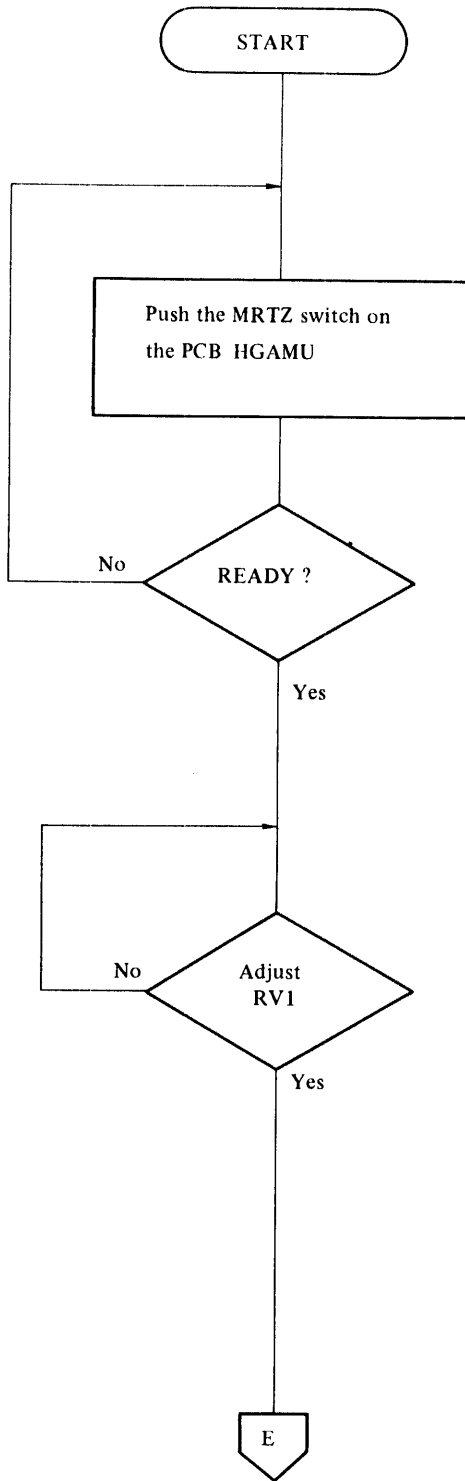 START
Push the MRTZ switch on
the PCB HGAMU
No
READY ?
Yes
No
Adjust
RV1
Yes
E